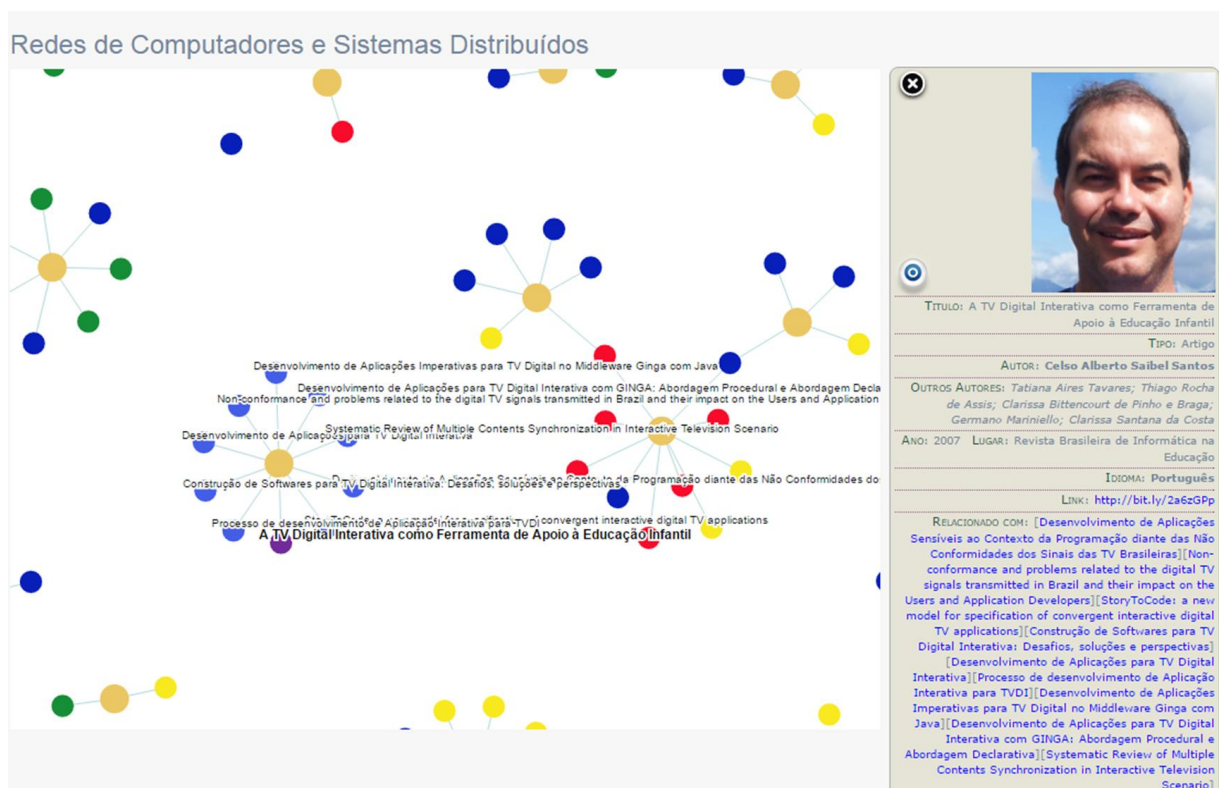 Redes de Computadores e Sistemas Distribuídos
Desenvolvimento de Aplicações Imperativas para TV Digital no Middleware Ginga com Java
Desenvolvimento de Aplicações para TV Digital Interativa com GINGA: Abordagem Procedural e Abordagem Decla
Non-conformance and problems related to the digital TV signals transmitted in Brazil and their impact on the Users and Application
Systematic Review of Multiple Contents Synchronization in Interactive Television Scenario
Desenvolvimento de Aplicações para TV Digital Interativa
da Programação diante das Não Conformidades dos
Construção de Softwares para TV Digital Interativa: Desafios, soluções e perspectivas
convergent interactive digital TV applications
Processo de desenvolvimento de Aplicação Interativa para TVDI
A TV Digital Interativa como Ferramenta de Apoio à Educação Infantil
TITULO: A TV Digital Interativa como Ferramenta de
Apoio à Educação Infantil
TIPO: Artigo
AUTOR: Celso Alberto Saibel Santos
OUTROS AUTORES: Tatiana Aires Tavares; Thiago Rocha
de Assis; Clarissa Bittencourt de Pinho e Braga;
Germano Mariniello; Clarissa Santana da Costa
ANO: 2007 LUGAR: Revista Brasileira de Informática na
Educação
IDIOMA: Português
LINK: http://bit.ly/2a6zGPp
RELACIONADO COM: [Desenvolvimento de Aplicações
Sensíveis ao Contexto da Programação diante das Não
Conformidades dos Sinais das TV Brasileiras][Non-
conformance and problems related to the digital TV
signals transmitted in Brazil and their impact on the
Users and Application Developers][StoryToCode: a new
model for specification of convergent interactive digital
TV applications][Construção de Softwares para TV
Digital Interativa: Desafios, soluções e perspectivas]
[Desenvolvimento de Aplicações para TV Digital
Interativa][Processo de desenvolvimento de Aplicação
Interativa para TVDI][Desenvolvimento de Aplicações
Imperativas para TV Digital no Middleware Ginga com
Java][Desenvolvimento de Aplicações para TV Digital
Interativa com GINGA: Abordagem Procedural e
Abordagem Declarativa][Systematic Review of Multiple
Contents Synchronization in Interactive Television
Scenario]